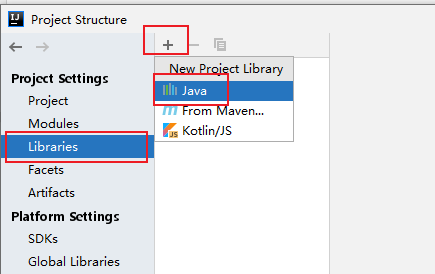 Project Structure
Project Settings
Project
Modules
Libraries
Facets
Artifacts
Platform Settings
SDKs
Global Libraries
New Project Library
Java
From Maven...
Kotlin/JS